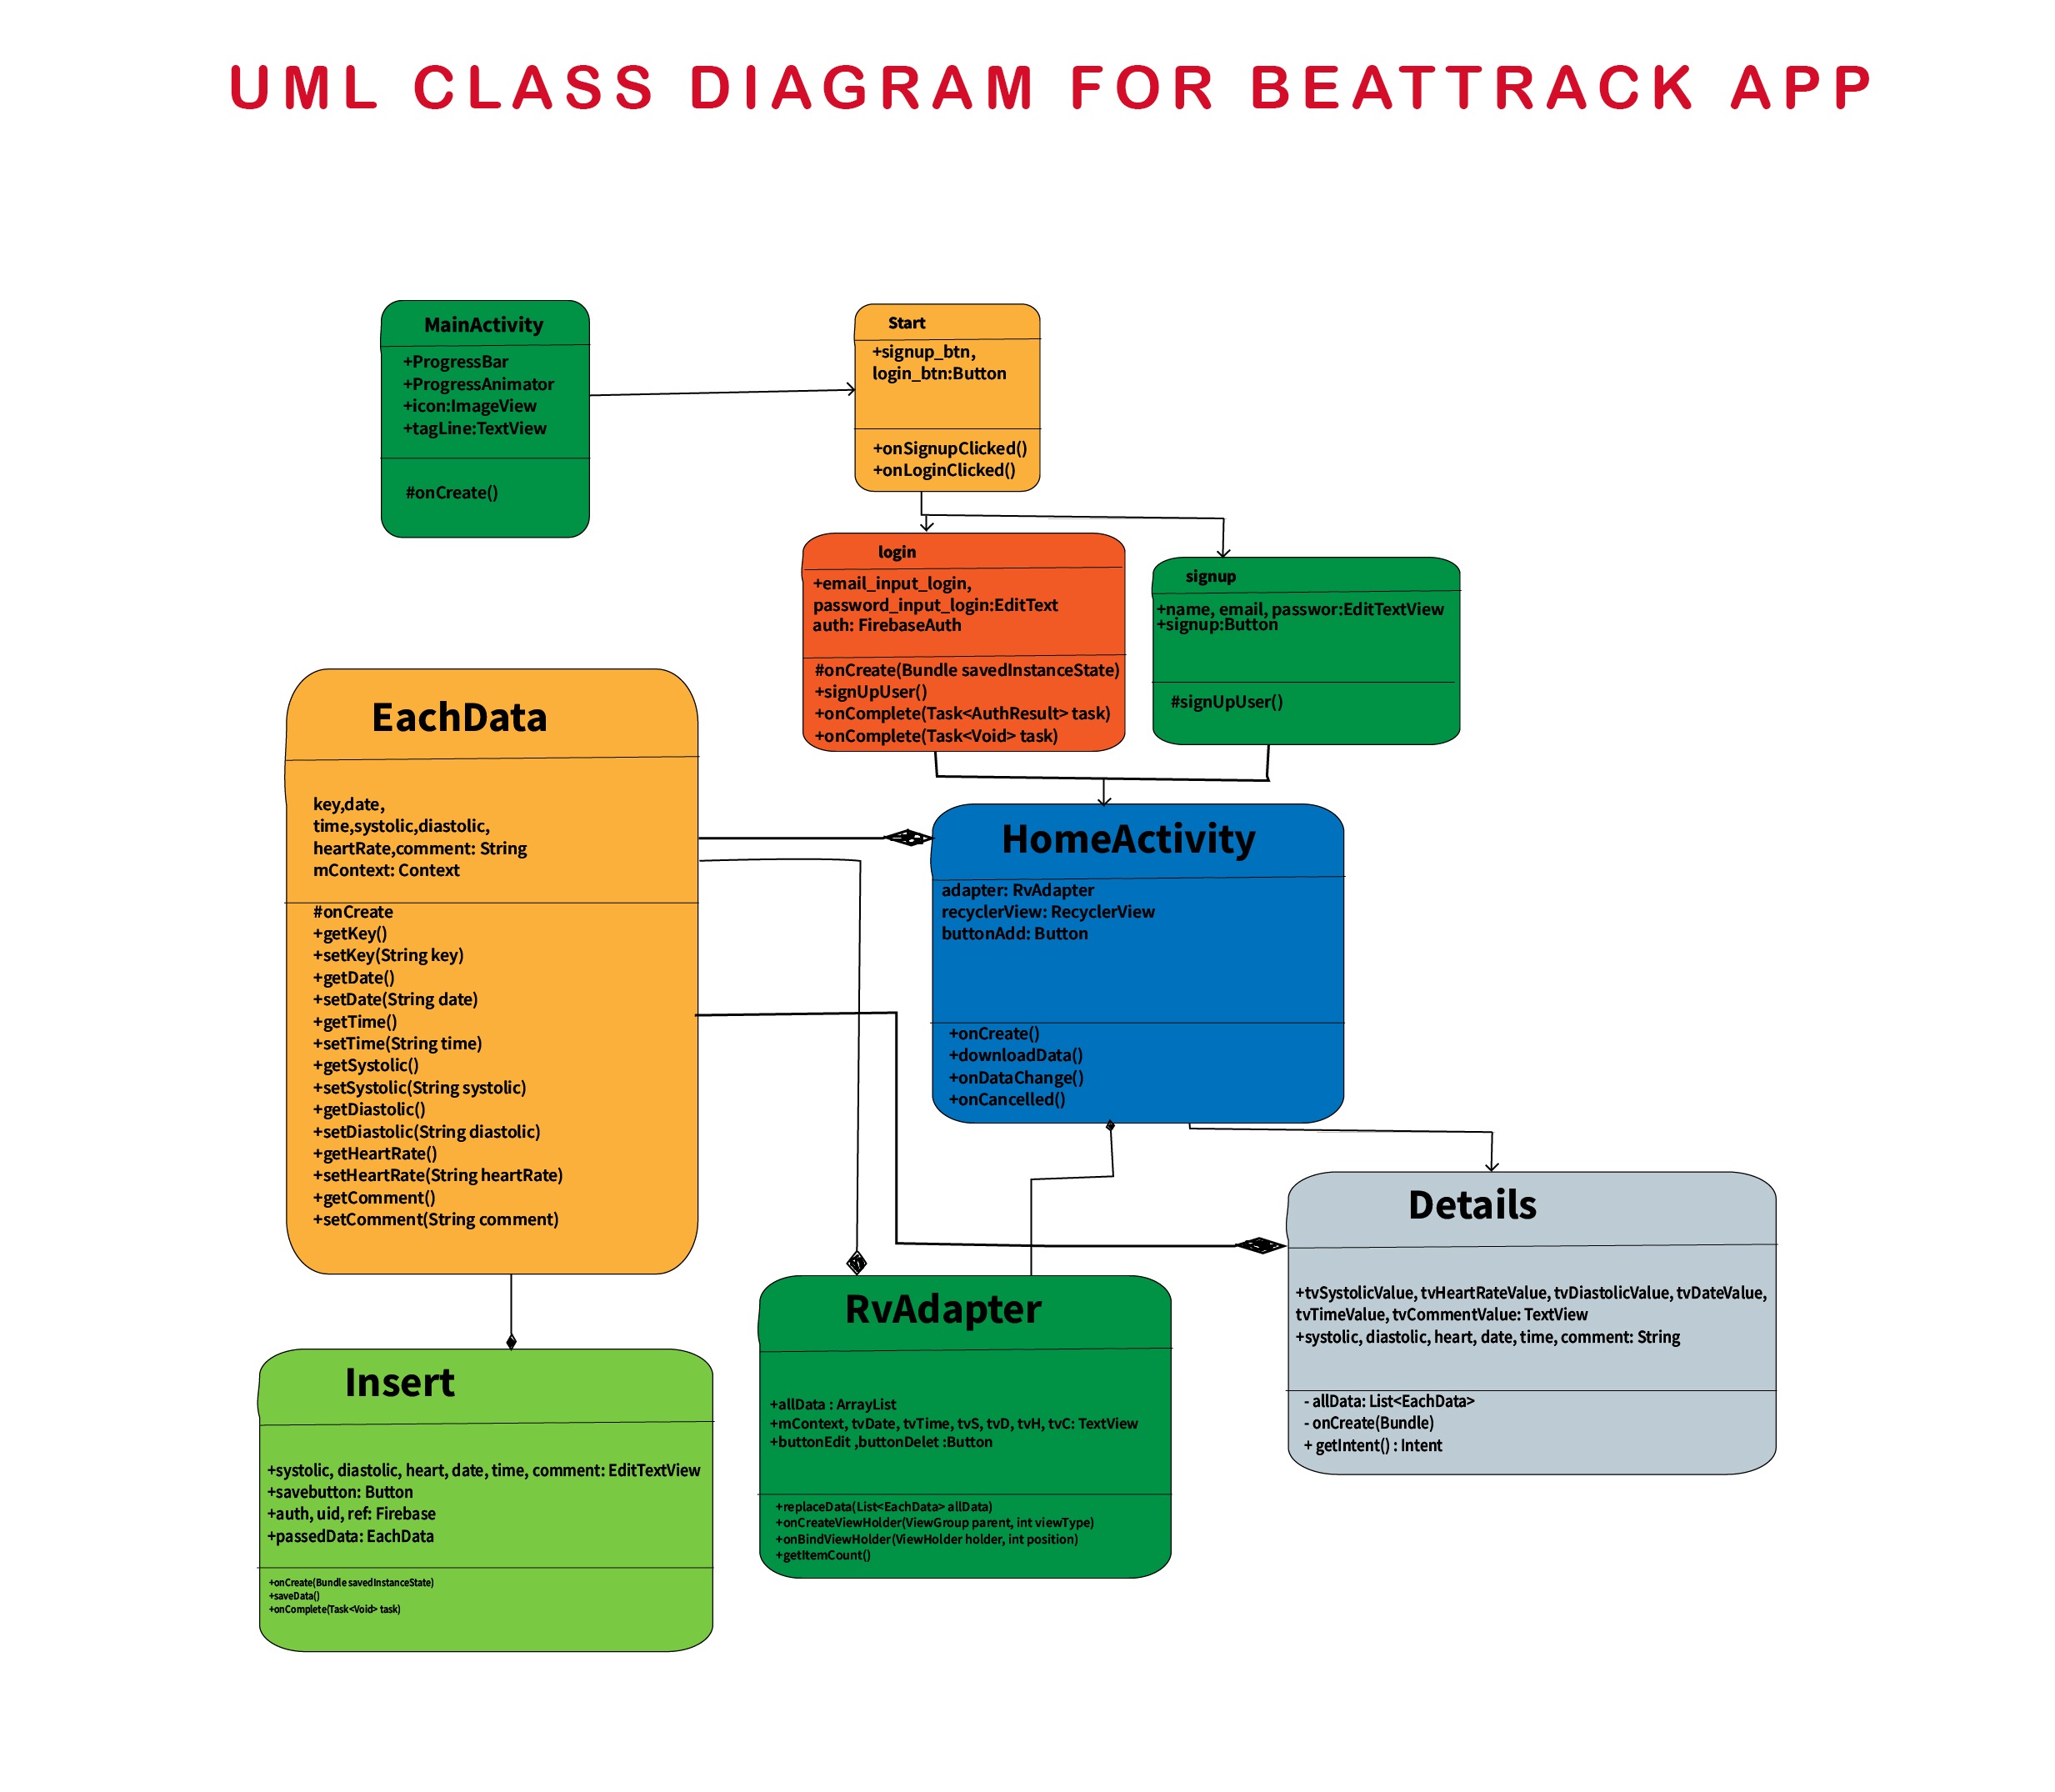 UML CLASS DIAGRAM FOR BEATTRACK APP
MainActivity
+ProgressBar
+ProgressAnimator
+icon:ImageView
+tagLine:TextView
#onCreate()
Start
+signup_btn,
login_btn:Button
+onSignupClicked()
+onLoginClicked()
login
+email_input_login,
password_input_login:EditText
auth: FirebaseAuth
#onCreate(Bundle savedInstanceState)
+signUpUser()
+onComplete(Task<AuthResult> task)
+onComplete(Task<Void> task)
signup
+name, email, passwor:EditTextView
+signup:Button
#signUpUser()
EachData
key,date,
time,systolic,diastolic,
heartRate,comment: String
mContext: Context
#onCreate
+getKey()
+setKey(String key)
+getDate()
+setDate(String date)
+getTime()
+setTime(String time)
+getSystolic()
+setSystolic(String systolic)
+getDiastolic()
+setDiastolic(String diastolic)
+getHeartRate()
+setHeartRate(String heartRate)
+getComment()
+setComment(String comment)
HomeActivity
adapter: RvAdapter
recyclerView: RecyclerView
buttonAdd: Button
+onCreate()
+downloadData()
+onDataChange()
+onCancelled()
Details
+tvSystolicValue, tvHeartRateValue, tvDiastolicValue, tvDateValue,
tvTimeValue, tvCommentValue: TextView
+systolic, diastolic, heart, date, time, comment: String
- allData: List<EachData>
- onCreate(Bundle)
+ getIntent() : Intent
RvAdapter
+allData : ArrayList
+mContext, tvDate, tvTime, tvS, tvD, tvH, tvC: TextView
+buttonEdit ,buttonDelet :Button
+replaceData(List<EachData> allData)
+onCreateViewHolder(ViewGroup parent, int viewType)
+onBindViewHolder(ViewHolder holder, int position)
+getItemCount()
Insert
+systolic, diastolic, heart, date, time, comment: EditTextView
+savebutton: Button
+auth, uid, ref: Firebase
+passedData: EachData
+onCreate(Bundle savedInstanceState)
+saveData()
+onComplete(Task<Void> task)